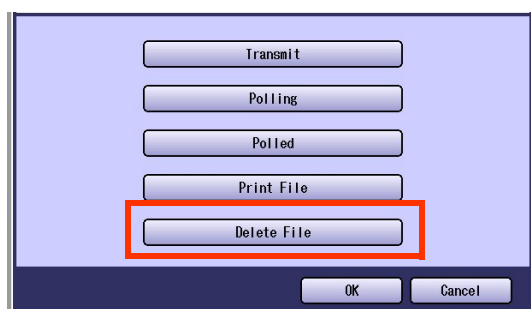 Transmit
Polling
Polled
Print File
Delete File
OK Cancel